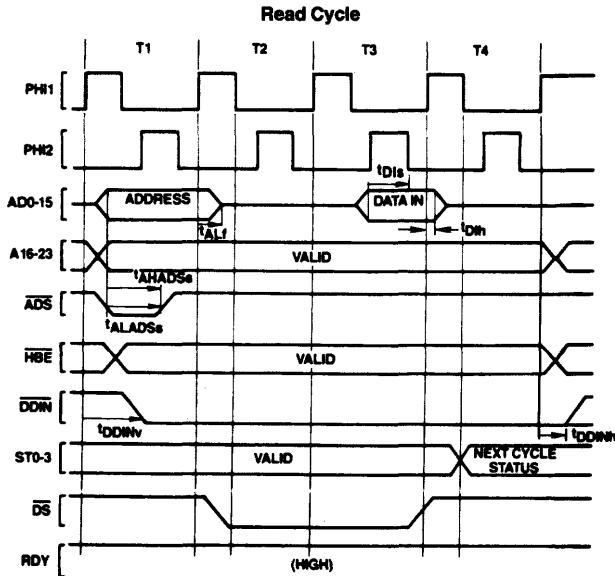 Read Cycle
T1 T2 T3 T4
PHI1
PHI2
tDIs
AD0-15 ADDRESS DATA IN
tALf tDIh
A16-23 VALID
tAHADSs
ADS
tALADSs
HBE VALID
DDIN
tDDINv tDDINh
ST0-3 VALID NEXT CYCLE
STATUS
DS
RDY (HIGH)